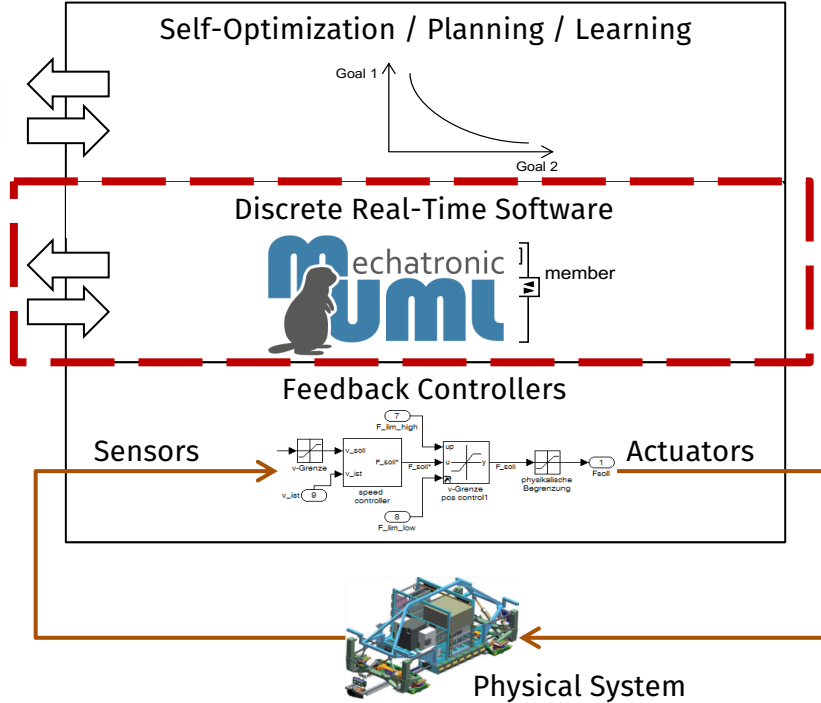 Self-Optimization / Planning / Learning
Goal 1
Goal 2
Discrete Real-Time Software
mechatronic
UML
member
Feedback Controllers
Sensors
Actuators
7
F_lim_high
v-Grenze
v_soll
v_ist
F_soll*
speed
controller
v_ist
9
F_soll*
up
u
y
v-Grenze
pos control1
8
F_lim_low
F_soll
physikalische
Begrenzung
1
Fsoll
Physical System